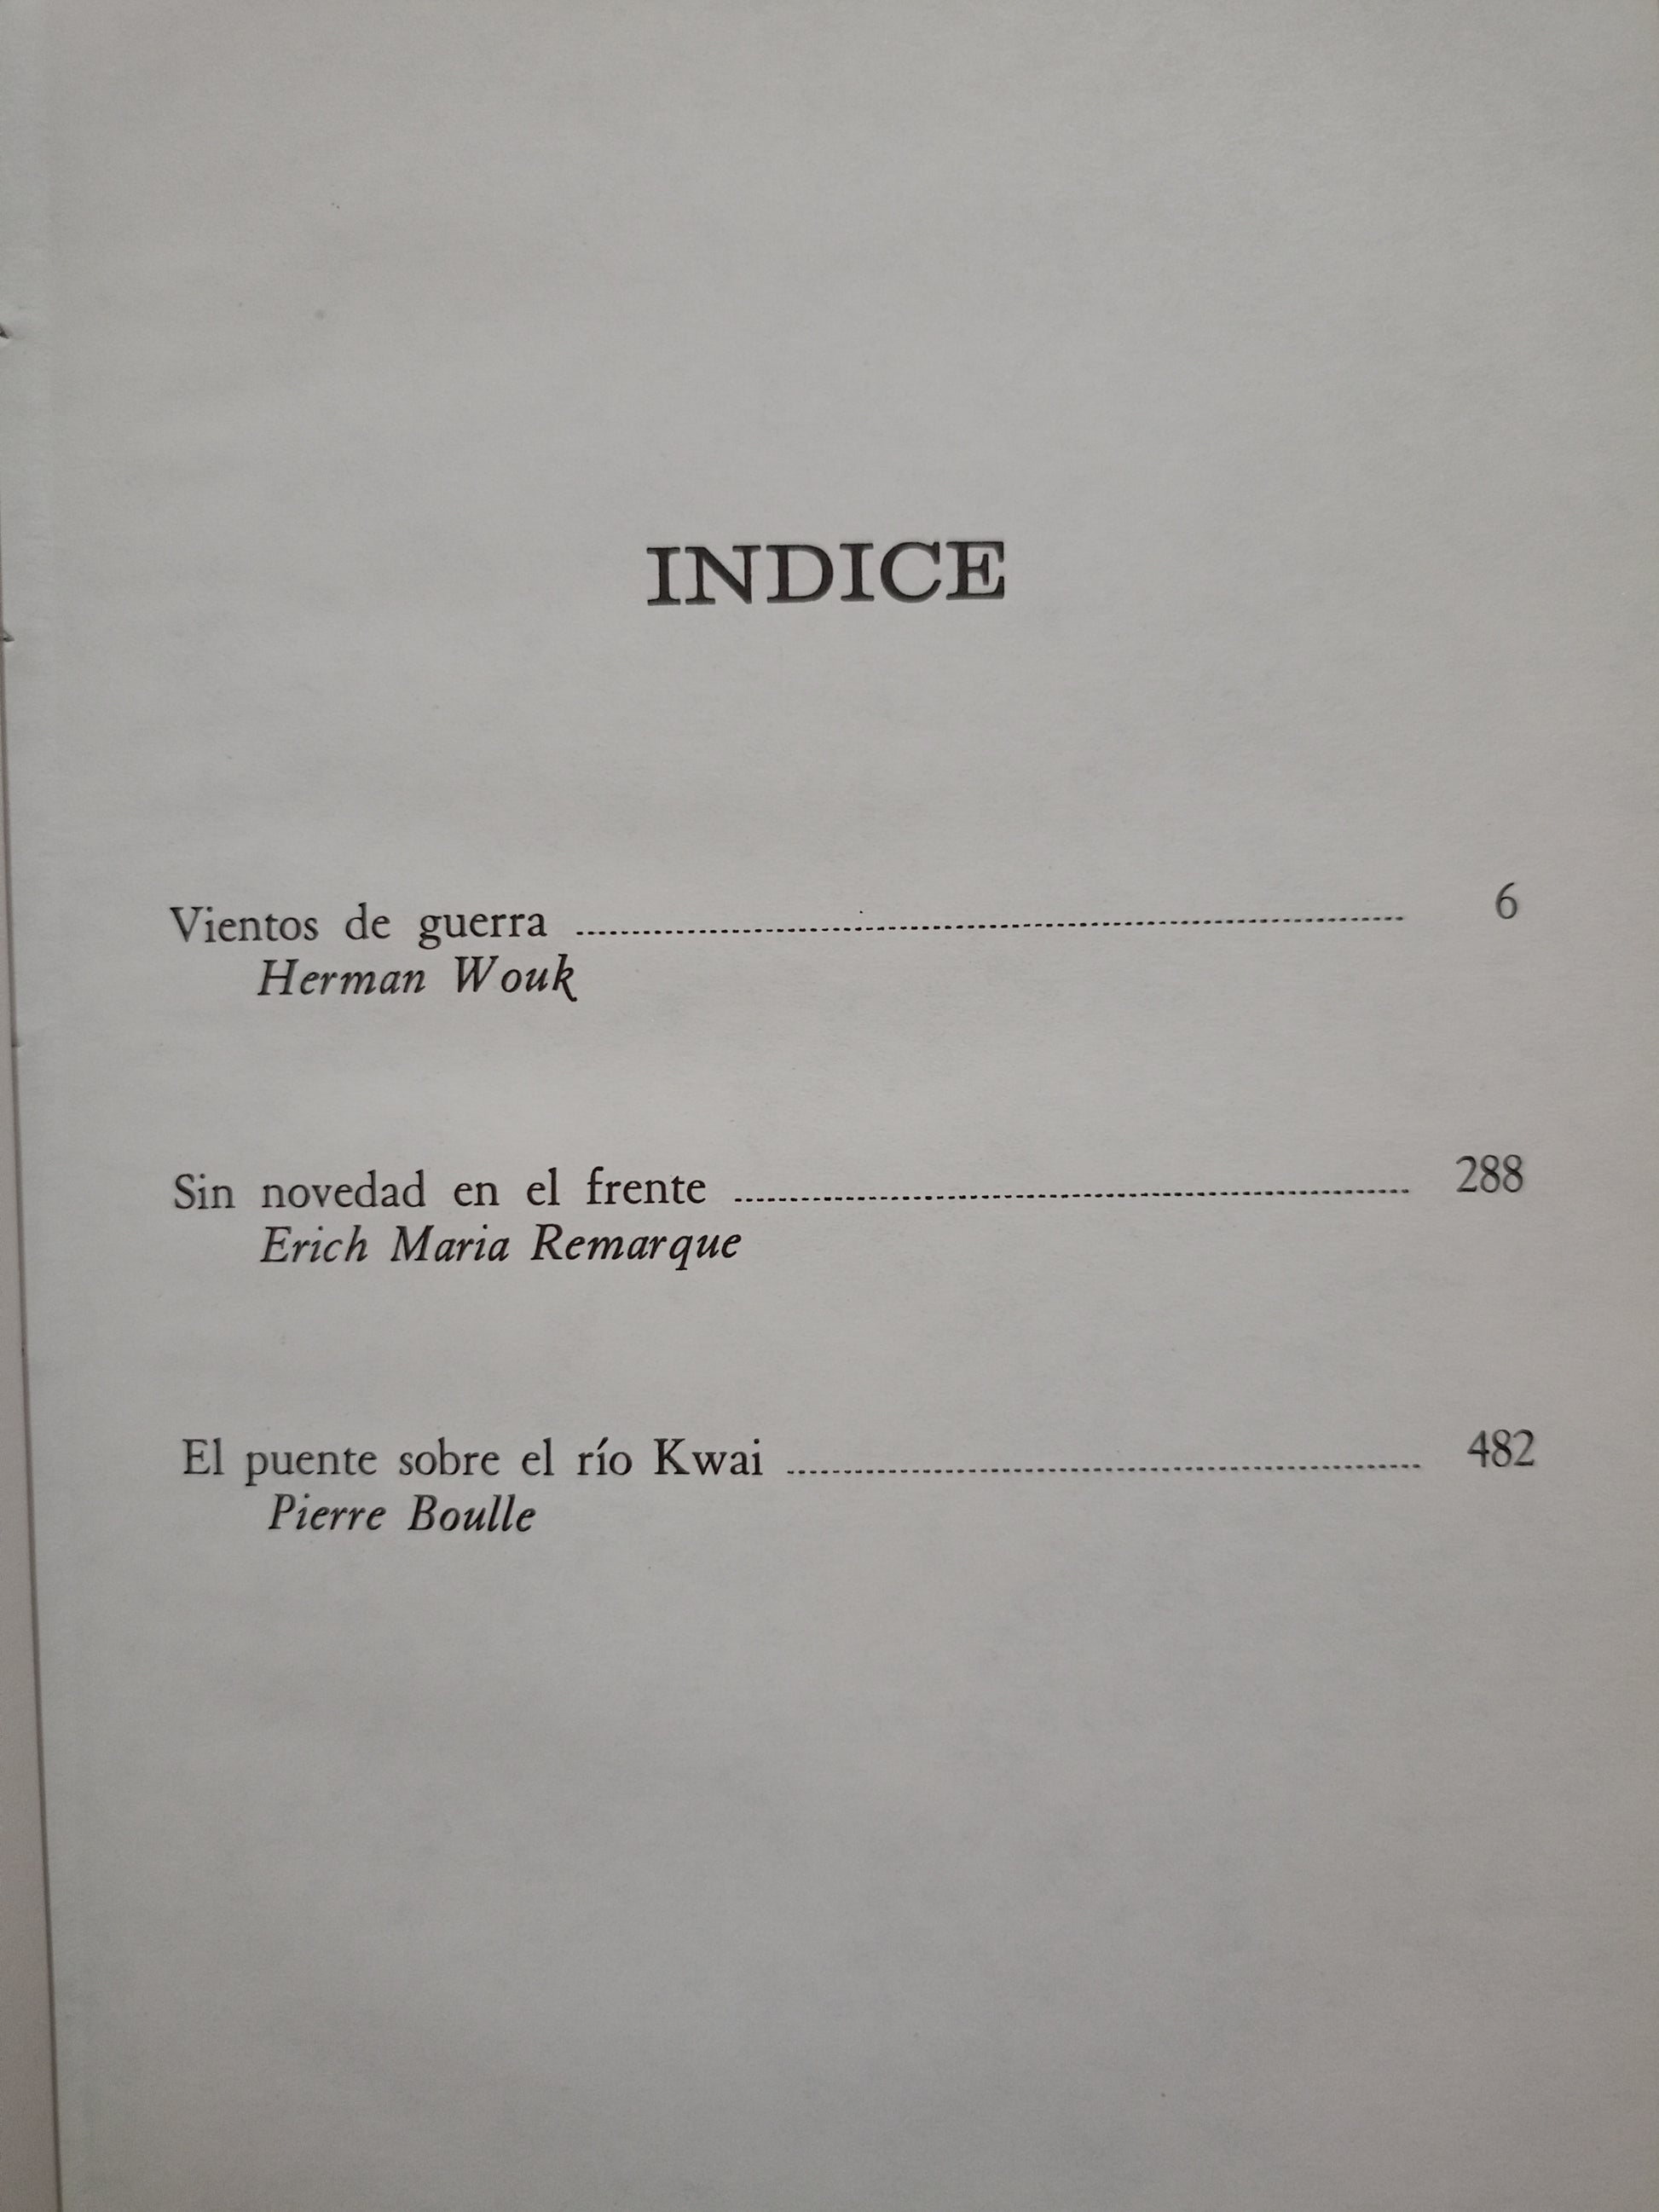 INDICE
Vientos de guerra ........................ 6
Herman Wouk
Sin novedad en el frente ........................ 288
Erich Maria Remarque
El puente sobre el río Kwai ........................ 482
Pierre Boulle